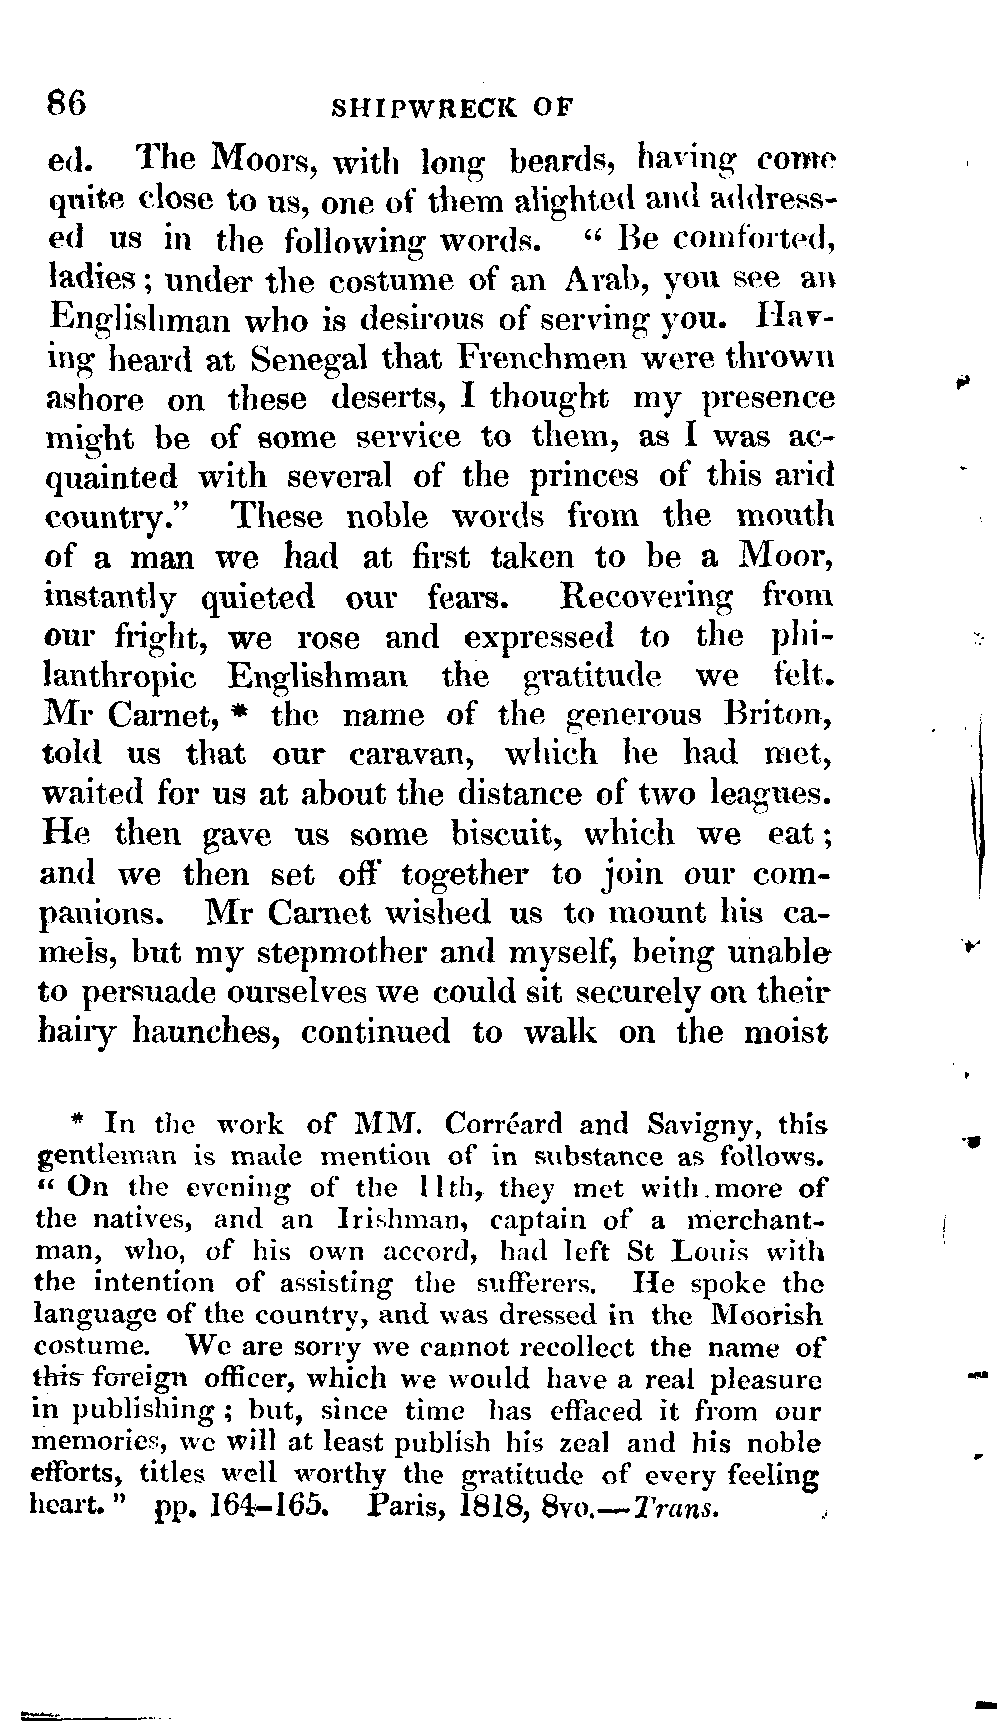 86 SHIPWRECK OF
ed. The Moors, with long beards, having come
quite close to us, one of them alighted and address-
ed us in the following words. “ Be comforted,
ladies ; under the costume of an Arab, you see an
Englishman who is desirous of serving you. Hav-
ing heard at Senegal that Frenchmen were thrown
ashore on these deserts, I thought my presence
might be of some service to them, as I was ac-
quainted with several of the princes of this arid
country.” These noble words from the mouth
of a man we had at first taken to be a Moor,
instantly quieted our fears. Recovering from
our fright, we rose and expressed to the phi-
lanthropic Englishman the gratitude we felt.
Mr Carnet, * the name of the generous Briton,
told us that our caravan, which he had met,
waited for us at about the distance of two leagues.
He then gave us some biscuit, which we eat ;
and we then set off together to join our com-
panions. Mr Carnet wished us to mount his ca-
mels, but my stepmother and myself, being unable
to persuade ourselves we could sit securely on their
hairy haunches, continued to walk on the moist
* In the work of MM. Corréard and Savigny, this
gentleman is made mention of in substance as follows.
“ On the evening of the 11th, they met with more of
the natives, and an Irishman, captain of a merchant-
man, who, of his own accord, had left St Louis with
the intention of assisting the sufferers. He spoke the
language of the country, and was dressed in the Moorish
costume. We are sorry we cannot recollect the name of
this foreign officer, which we would have a real pleasure
in publishing ; but, since time has effaced it from our
memories, we will at least publish his zeal and his noble
efforts, titles well worthy the gratitude of every feeling
heart. ” pp. 164–165. Paris, 1818, 8vo.—Trans.